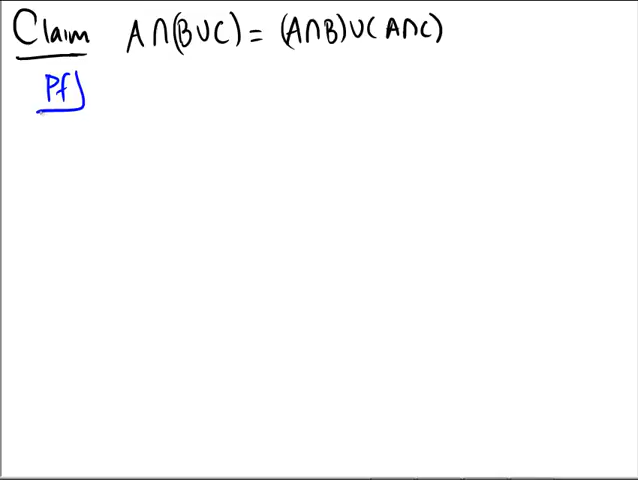 Claim A∩(B∪C) = (A∩B)∪(A∩C)
Pf)